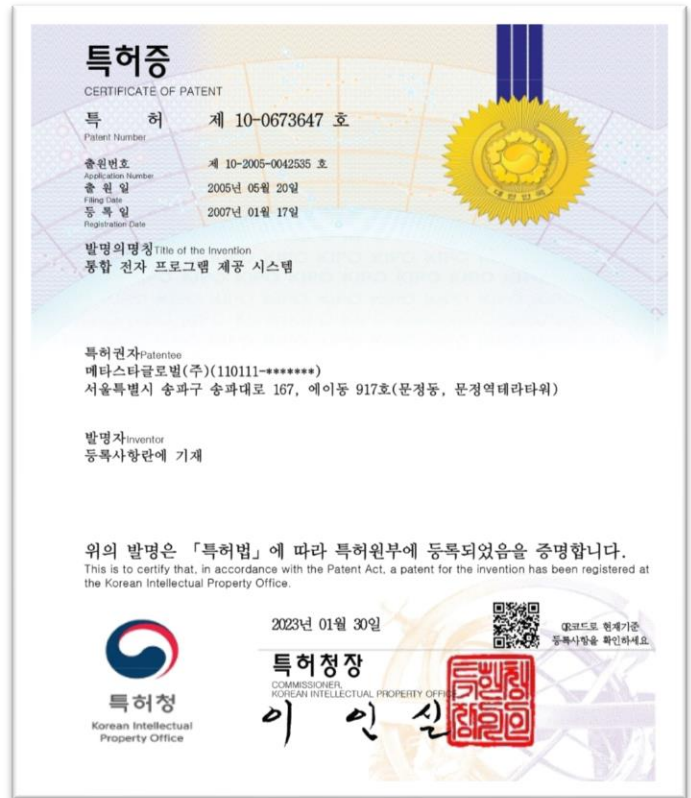 특허증
CERTIFICATE OF PATENT
특 허 제 10-0673647 호
Patent Number
출원번호 제 10-2005-0042535 호
Application Number
출 원 일 2005년 05월 20일
Filing Date
등 록 일 2007년 01월 17일
Registration Date
대한민국
발명의명칭 Title of the Invention
통합 전자 프로그램 제공 시스템
특허권자 Patentee
메타스타글로벌(주)(110111-*******)
서울특별시 송파구 송파대로 167, 에이동 917호(문정동, 문정역테라타워)
발명자 Inventor
등록사항란에 기재
위의 발명은 「특허법」에 따라 특허원부에 등록되었음을 증명합니다.
This is to certify that, in accordance with the Patent Act, a patent for the invention has been registered at
the Korean Intellectual Property Office.
2023년 01월 30일
QR코드로 현재기준
등록사항을 확인하세요
특허청장
COMMISSIONER,
KOREAN INTELLECTUAL PROPERTY OFFICE
이 인 실
특허청
Korean Intellectual
Property Office